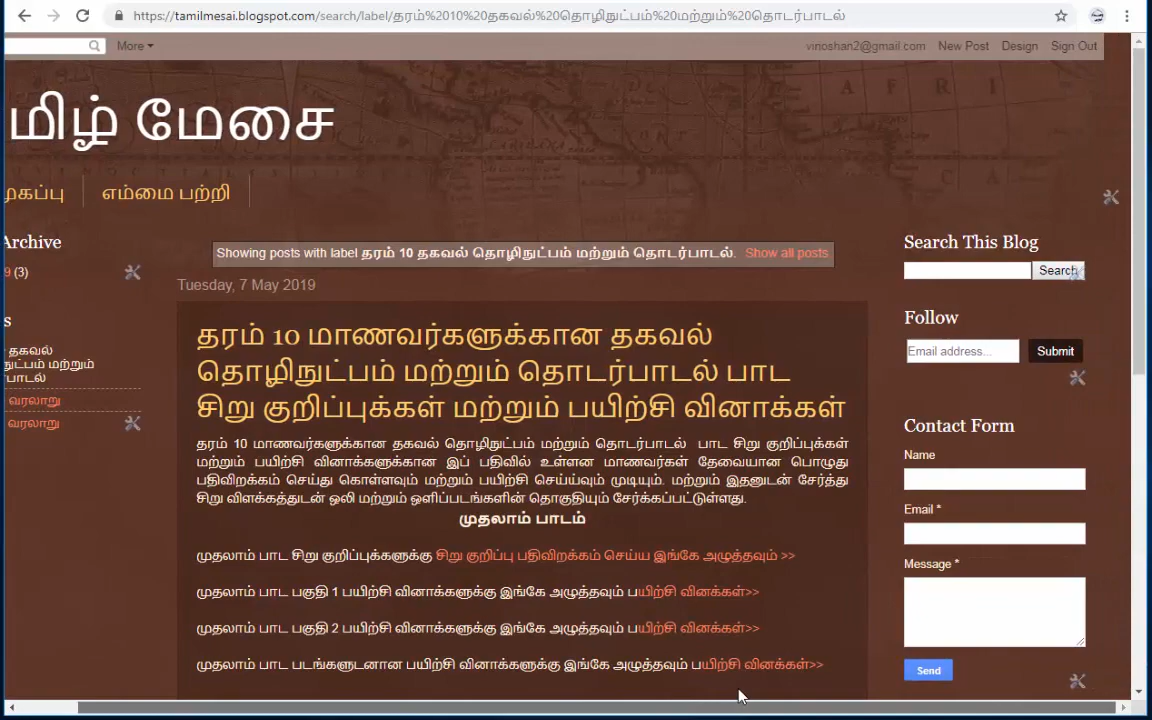 https://tamilmesai.blogspot.com/search/label/தரம்%2010%20தகவல்%20தொழிநுட்பம்%20மற்றும்%20தொடர்பாடல்
More
vinoshan2@gmail.com New Post Design Sign Out
மிழ் மேசை
முகப்பு எம்மை பற்றி
Archive
9 (3)
s
தகவல்
நுட்பம் மற்றும்
பாடல்
வரலாறு
வரலாறு
Showing posts with label தரம் 10 தகவல் தொழிநுட்பம் மற்றும் தொடர்பாடல். Show all posts
Tuesday, 7 May 2019
தரம் 10 மாணவர்களுக்கான தகவல்
தொழிநுட்பம் மற்றும் தொடர்பாடல் பாட
சிறு குறிப்புக்கள் மற்றும் பயிற்சி வினாக்கள்
தரம் 10 மாணவர்களுக்கான தகவல் தொழிநுட்பம் மற்றும் தொடர்பாடல் பாட சிறு குறிப்புக்கள்
மற்றும் பயிற்சி வினாக்களுக்கான இப் பதிவில் உள்ளன மாணவர்கள் தேவையான பொழுது
பதிவிறக்கம் செய்து கொள்ளவும் மற்றும் பயிற்சி செய்ய்வும் முடியும். மற்றும் இதனுடன் சேர்த்து
சிறு விளக்கத்துடன் ஒலி மற்றும் ஒளிப்படங்களின் தொகுதியும் சேர்க்கப்பட்டுள்ளது.
முதலாம் பாடம்
முதலாம் பாட சிறு குறிப்புக்களுக்கு சிறு குறிப்பு பதிவிறக்கம் செய்ய இங்கே அழுத்தவும் >>
முதலாம் பாட பகுதி 1 பயிற்சி வினாக்களுக்கு இங்கே அழுத்தவும் பயிற்சி வினக்கள்>>
முதலாம் பாட பகுதி 2 பயிற்சி வினாக்களுக்கு இங்கே அழுத்தவும் பயிற்சி வினக்கள்>>
முதலாம் பாட படங்களுடனான பயிற்சி வினாக்களுக்கு இங்கே அழுத்தவும் பயிற்சி வினக்கள்>>
Search This Blog
Search
Follow
Email address... Submit
Contact Form
Name
Email *
Message *
Send